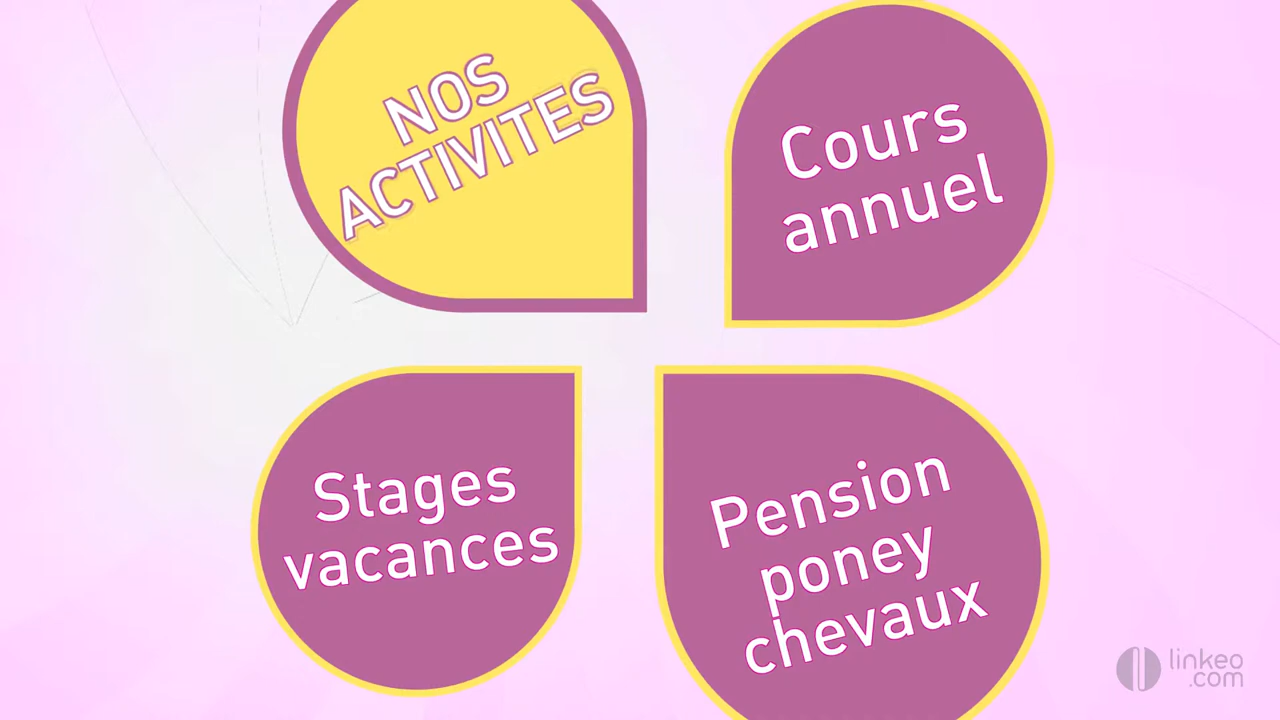 NOS
ACTIVITES
Cours
annuel
Stages
vacances
Pension
poney
chevaux
linkeo
.com